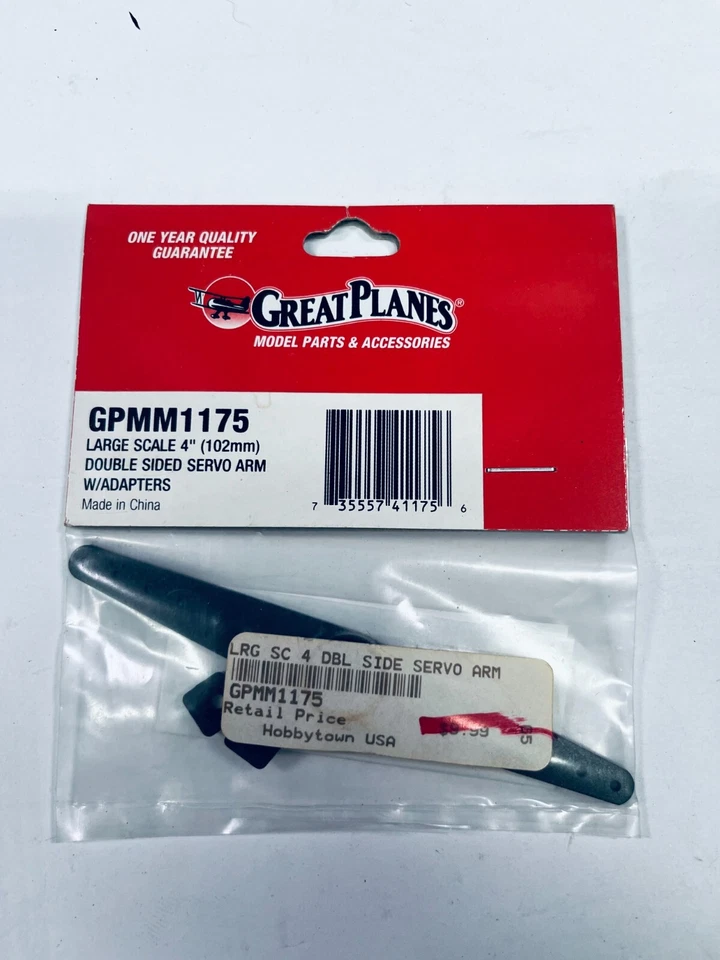 ONE YEAR QUALITY
GUARANTEE
GREAT PLANES®
MODEL PARTS & ACCESSORIES
GPMM1175
LARGE SCALE 4" (102mm)
DOUBLE SIDED SERVO ARM
W/ADAPTERS
Made in China
7 35557 41175 6
LRG SC 4 DBL SIDE SERVO ARM
GPMM1175
Retail Price
Hobbytown USA